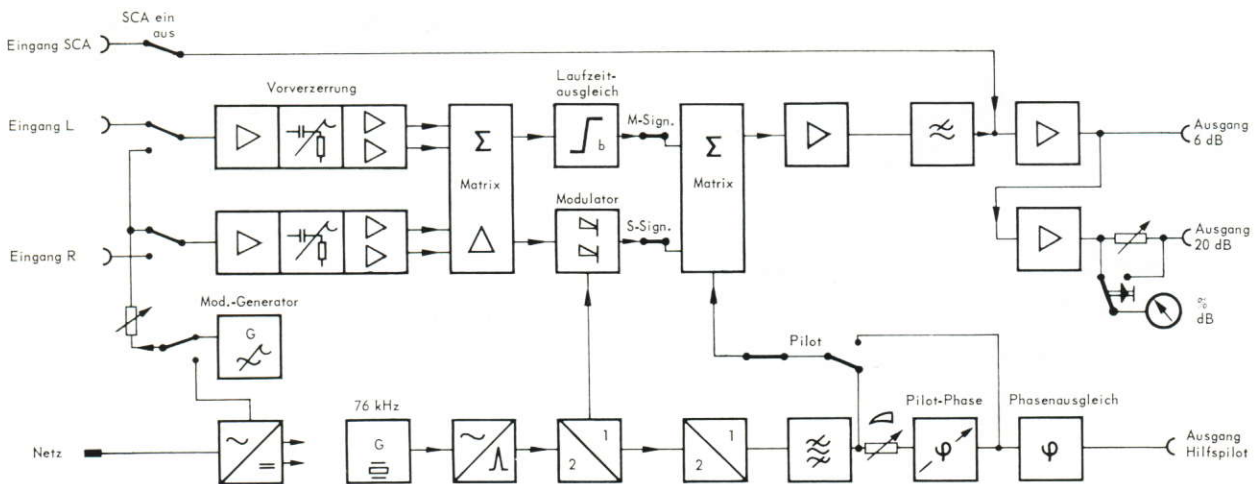 SCA ein
aus
Eingang SCA
Vorverzerrung
Laufzeit-
ausgleich
Eingang L
M-Sign.
b
Σ
Σ
Ausgang
6 dB
Matrix
Matrix
Modulator
S-Sign.
Δ
Eingang R
Ausgang
20 dB
Mod.-Generator
G
%
dB
Pilot
76 kHz
Pilot-Phase
Phasenausgleich
Netz
G
1
2
1
2
φ
φ
Ausgang
Hilfspilot